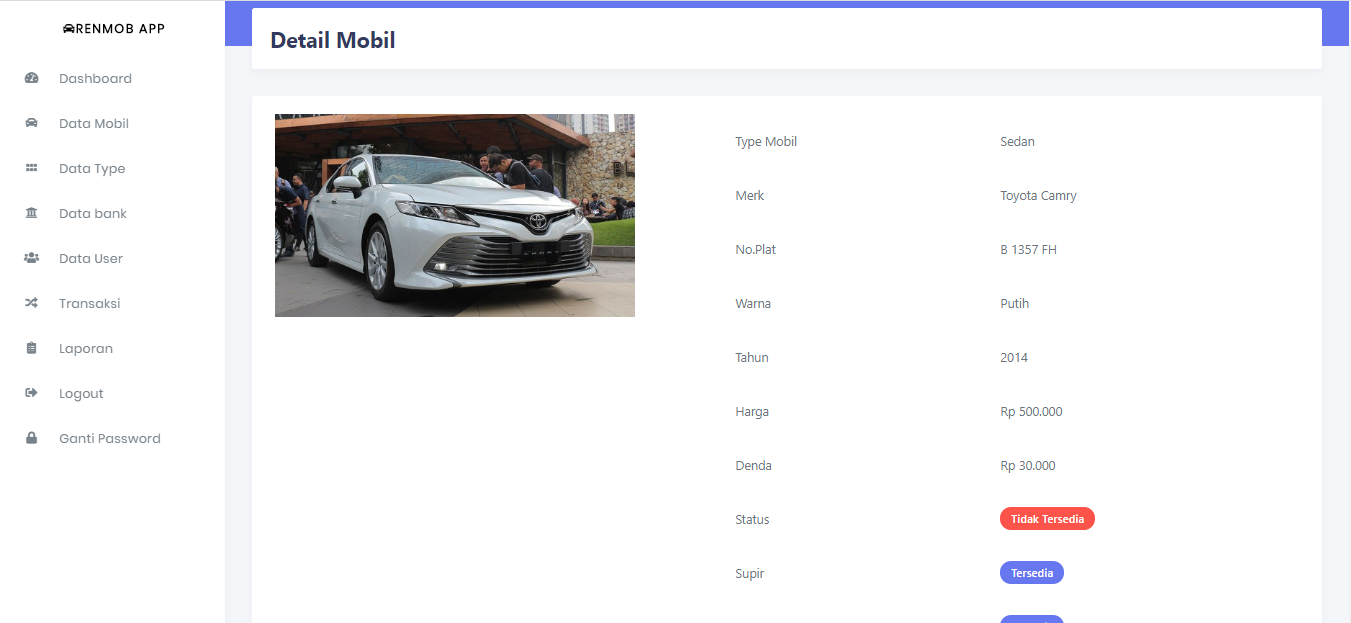 RENMOB APP
Dashboard
Data Mobil
Data Type
Data bank
Data User
Transaksi
Laporan
Logout
Ganti Password
Detail Mobil
Type Mobil Sedan
Merk Toyota Camry
No.Plat B 1357 FH
Warna Putih
Tahun 2014
Harga Rp 500.000
Denda Rp 30.000
Status Tidak Tersedia
Supir Tersedia